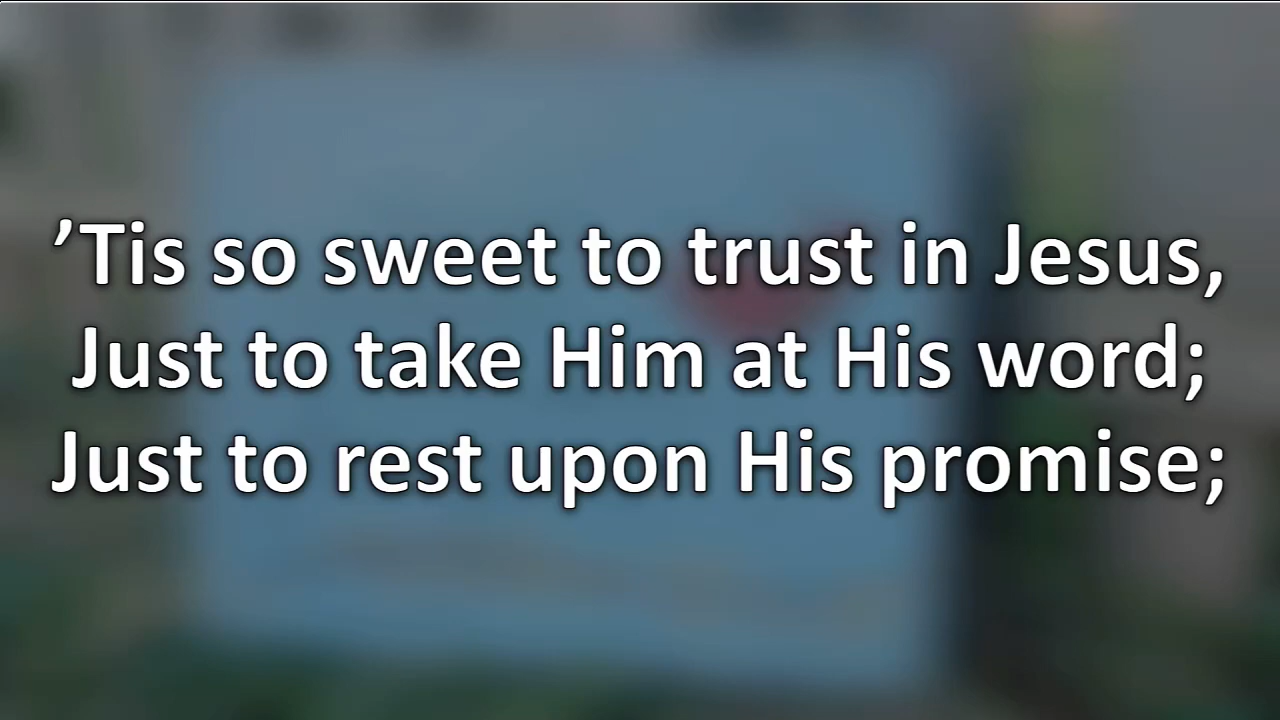 ’Tis so sweet to trust in Jesus,
Just to take Him at His word;
Just to rest upon His promise;